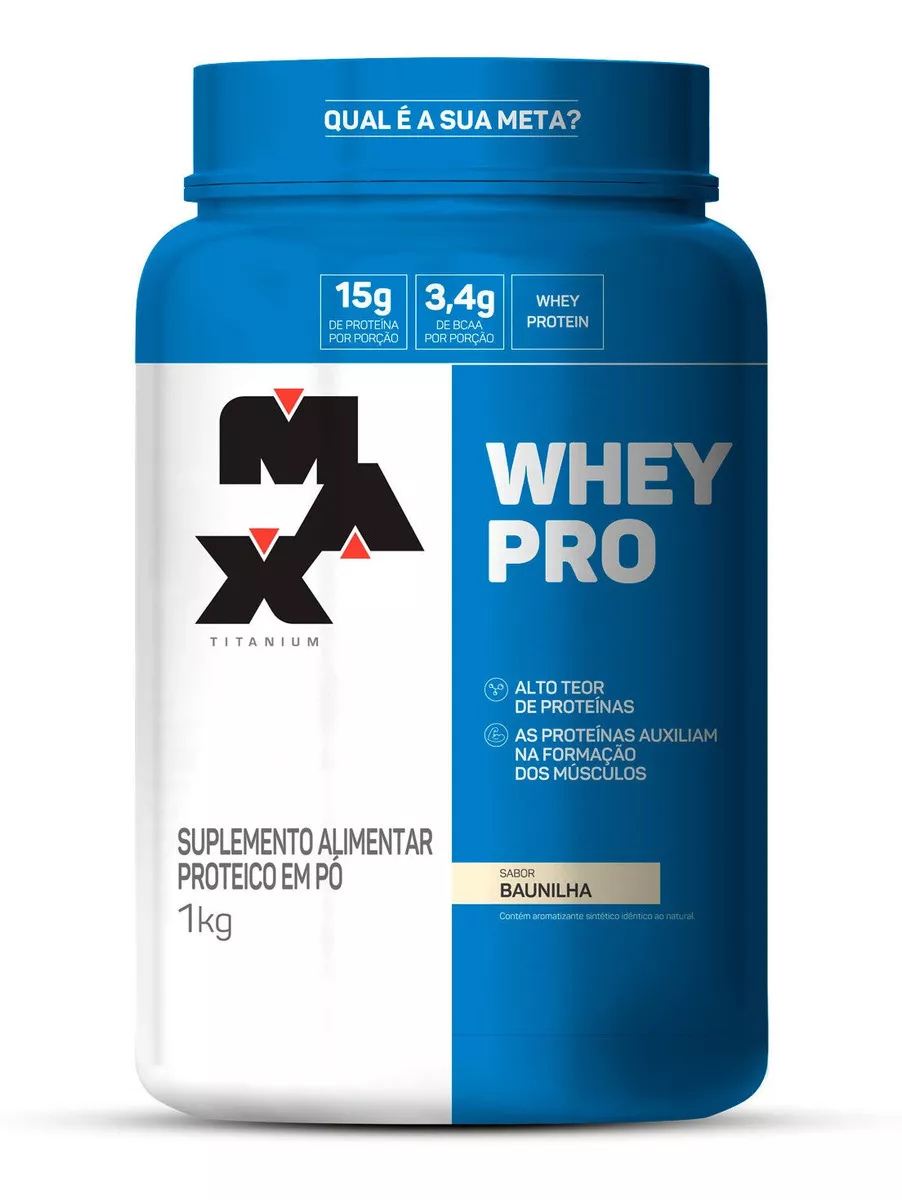 QUAL É A SUA META?
15g
DE PROTEÍNA
POR PORÇÃO
3,4g
DE BCAA
POR PORÇÃO
WHEY
PROTEIN
MAX
TITANIUM
WHEY
PRO
ALTO TEOR
DE PROTEÍNAS
AS PROTEÍNAS AUXILIAM
NA FORMAÇÃO
DOS MÚSCULOS
SUPLEMENTO ALIMENTAR
PROTEICO EM PÓ
1kg
SABOR
BAUNILHA
Contém aromatizante sintético idêntico ao natural.